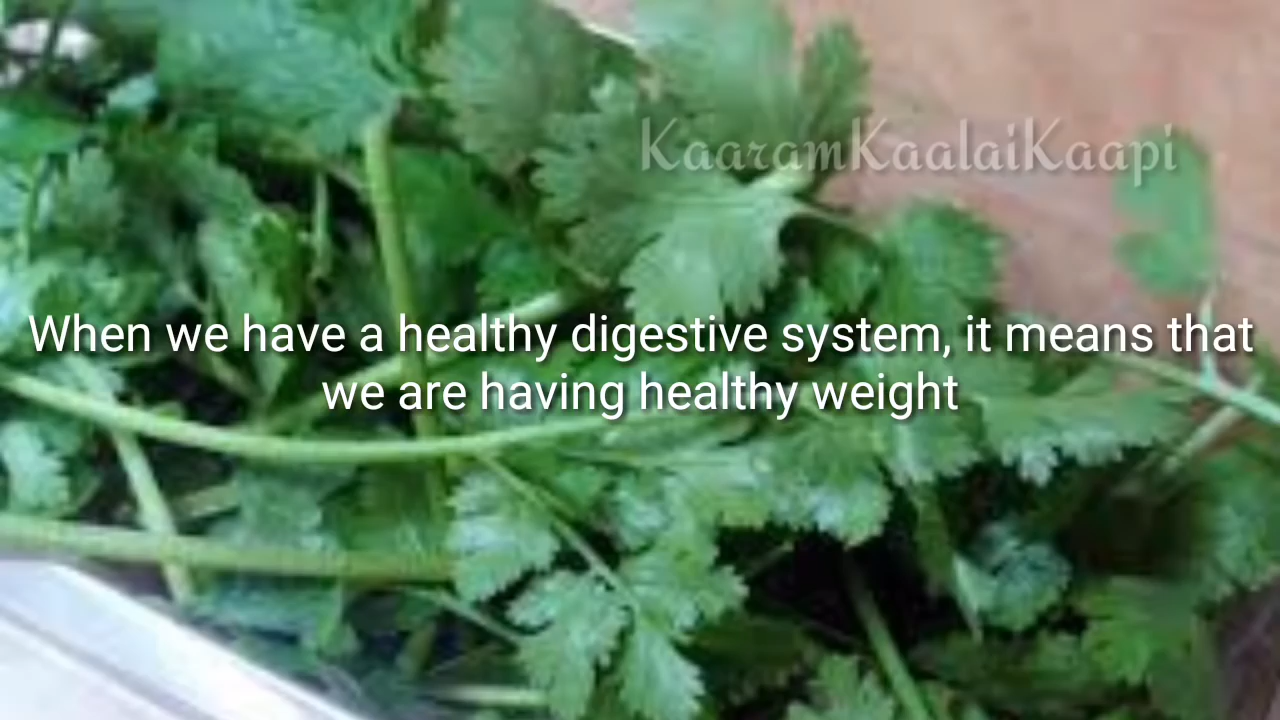 KaaramKaalaiKaapi
When we have a healthy digestive system, it means that
we are having healthy weight